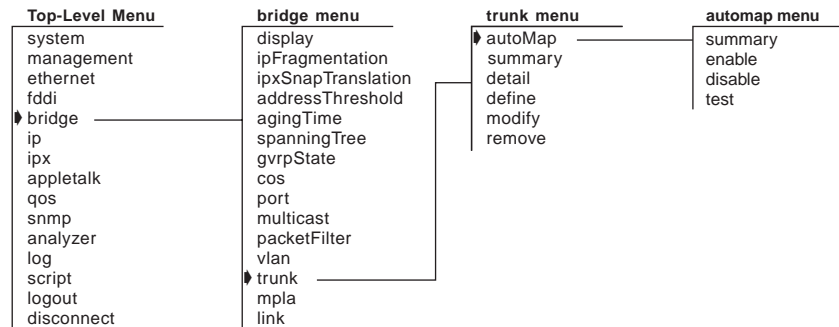 Top-Level Menu
system
management
ethernet
fddi
bridge
ip
ipx
appletalk
qos
snmp
analyzer
log
script
logout
disconnect
bridge menu
display
ipFragmentation
ipxSnapTranslation
addressThreshold
agingTime
spanningTree
gvrpState
cos
port
multicast
packetFilter
vlan
trunk
mpla
link
trunk menu
autoMap
summary
detail
define
modify
remove
automap menu
summary
enable
disable
test